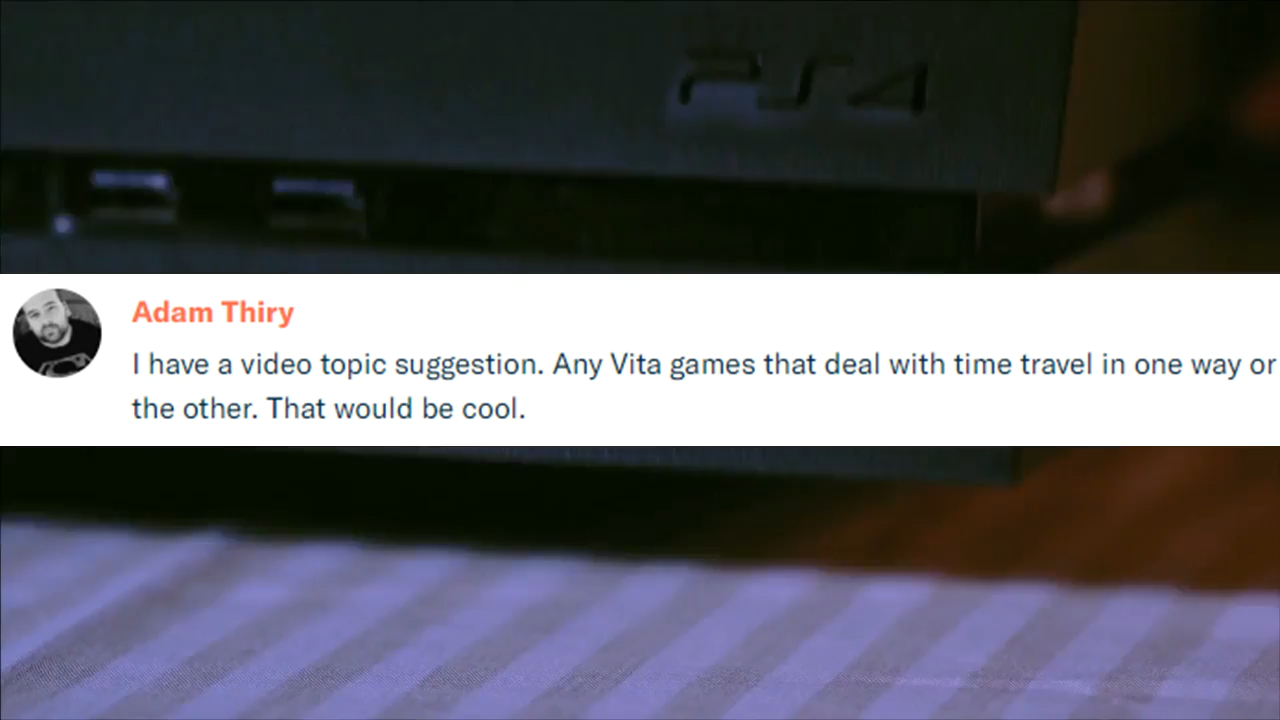 PS4
Adam Thiry
I have a video topic suggestion. Any Vita games that deal with time travel in one way or
the other. That would be cool.